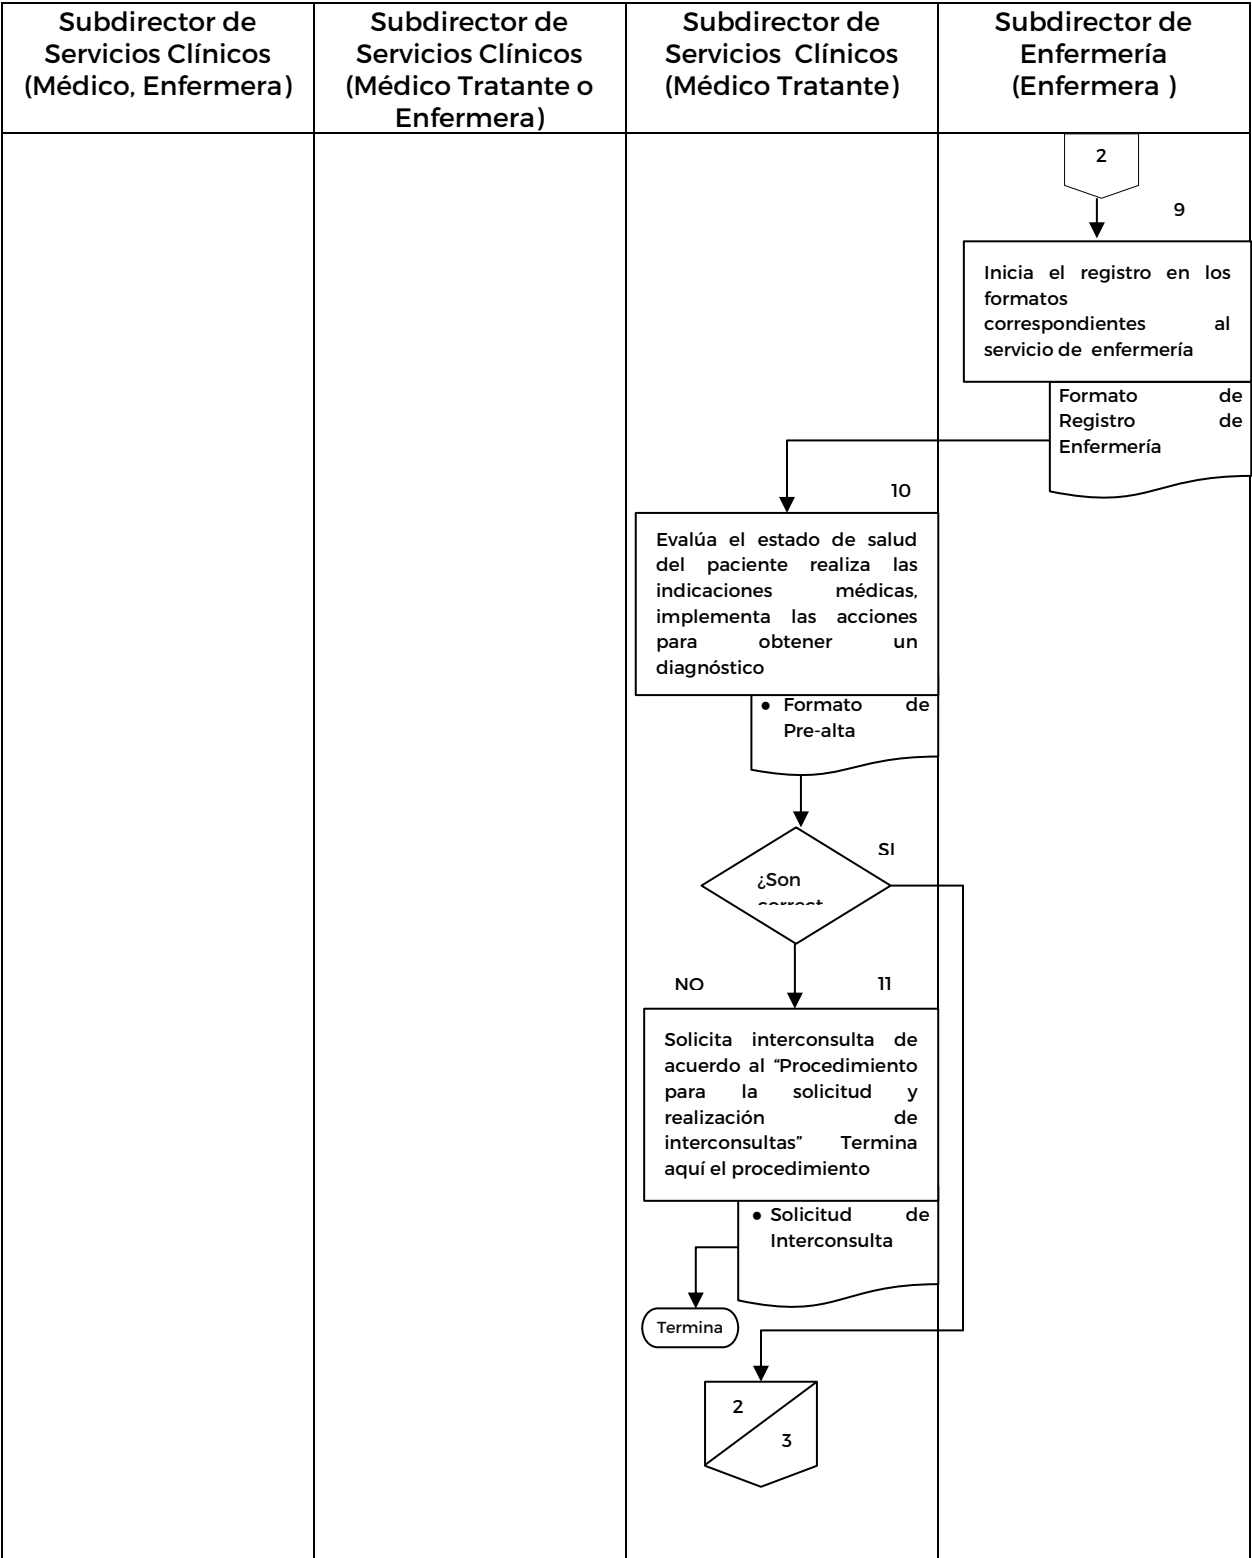 Subdirector de
Servicios Clínicos
(Médico, Enfermera)
Subdirector de
Servicios Clínicos
(Médico Tratante o
Enfermera)
Subdirector de
Servicios Clínicos
(Médico Tratante)
Subdirector de
Enfermería
(Enfermera )
2
9
Inicia el registro en los
formatos
correspondientes al
servicio de enfermería
Formato de
Registro de
Enfermería
10
Evalúa el estado de salud
del paciente realiza las
indicaciones médicas,
implementa las acciones
para obtener un
diagnóstico
● Formato de
Pre-alta
SI
¿Son
NO
11
Solicita interconsulta de
acuerdo al “Procedimiento
para la solicitud y
realización de
interconsultas” Termina
aquí el procedimiento
● Solicitud de
Interconsulta
Termina
2
3